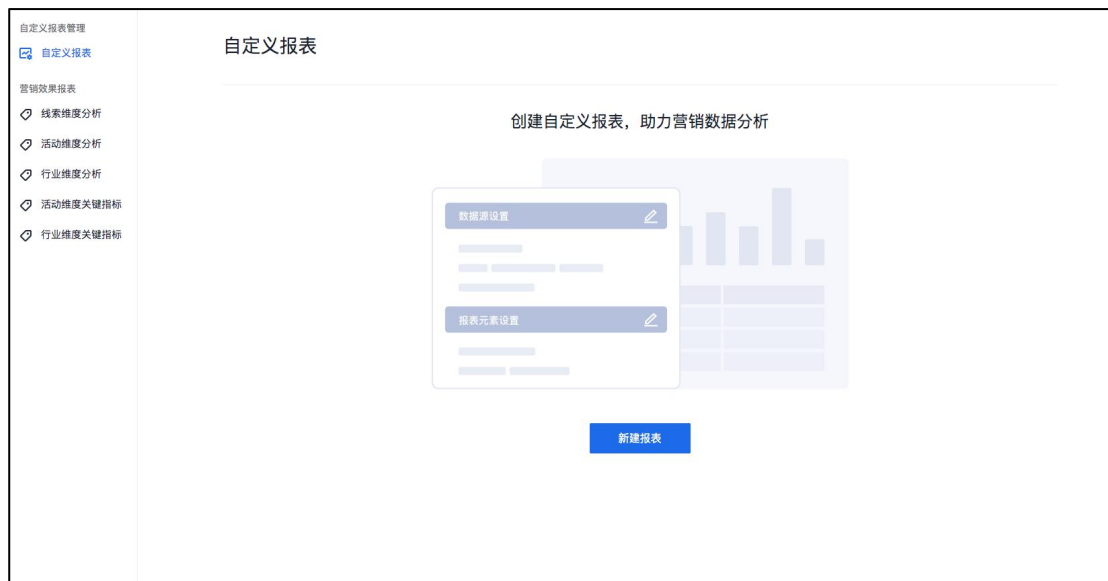 自定义报表管理
自定义报表
营销效果报表
线索维度分析
活动维度分析
行业维度分析
活动维度关键指标
行业维度关键指标
自定义报表
创建自定义报表，助力营销数据分析
数据源设置
报表元素设置
新建报表